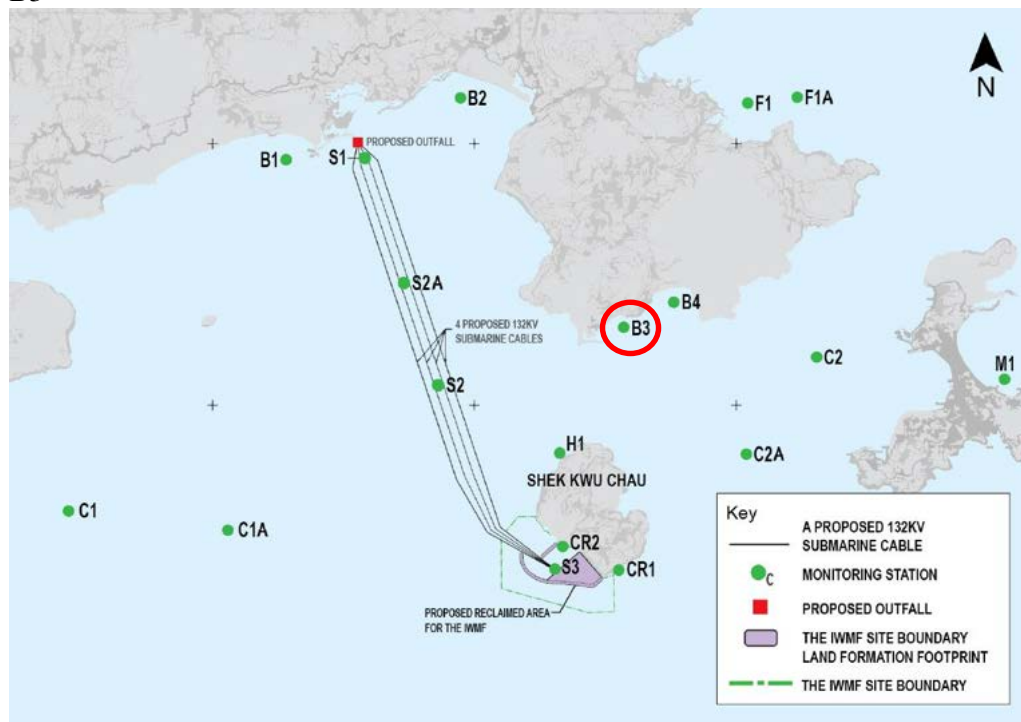 B2
F1
F1A
N
PROPOSED OUTFALL
B1
S1
S2A
B4
B3
4 PROPOSED 132KV
SUBMARINE CABLES
C2
M1
S2
H1
C2A
SHEK KWU CHAU
C1
C1A
CR2
S3
CR1
PROPOSED RECLAIMED AREA
FOR THE IWMF
Key
A PROPOSED 132KV
SUBMARINE CABLE
C
MONITORING STATION
PROPOSED OUTFALL
THE IWMF SITE BOUNDARY
LAND FORMATION FOOTPRINT
THE IWMF SITE BOUNDARY